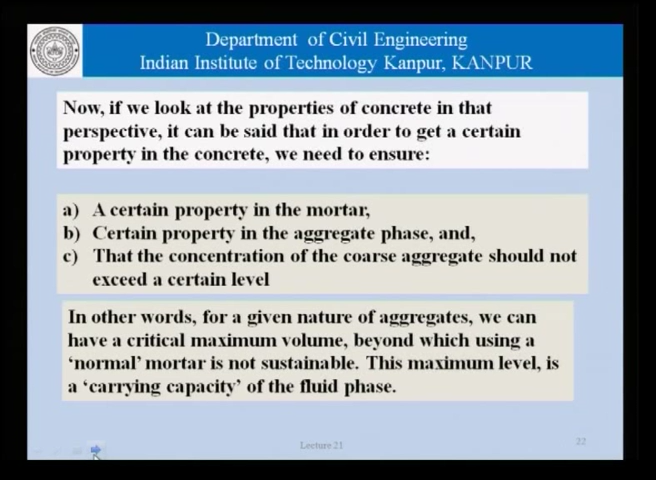 Department of Civil Engineering
Indian Institute of Technology Kanpur, KANPUR
Now, if we look at the properties of concrete in that
perspective, it can be said that in order to get a certain
property in the concrete, we need to ensure:
a) A certain property in the mortar,
b) Certain property in the aggregate phase, and,
c) That the concentration of the coarse aggregate should not
exceed a certain level
In other words, for a given nature of aggregates, we can
have a critical maximum volume, beyond which using a
‘normal’ mortar is not sustainable. This maximum level, is
a ‘carrying capacity’ of the fluid phase.
Lecture 21
22